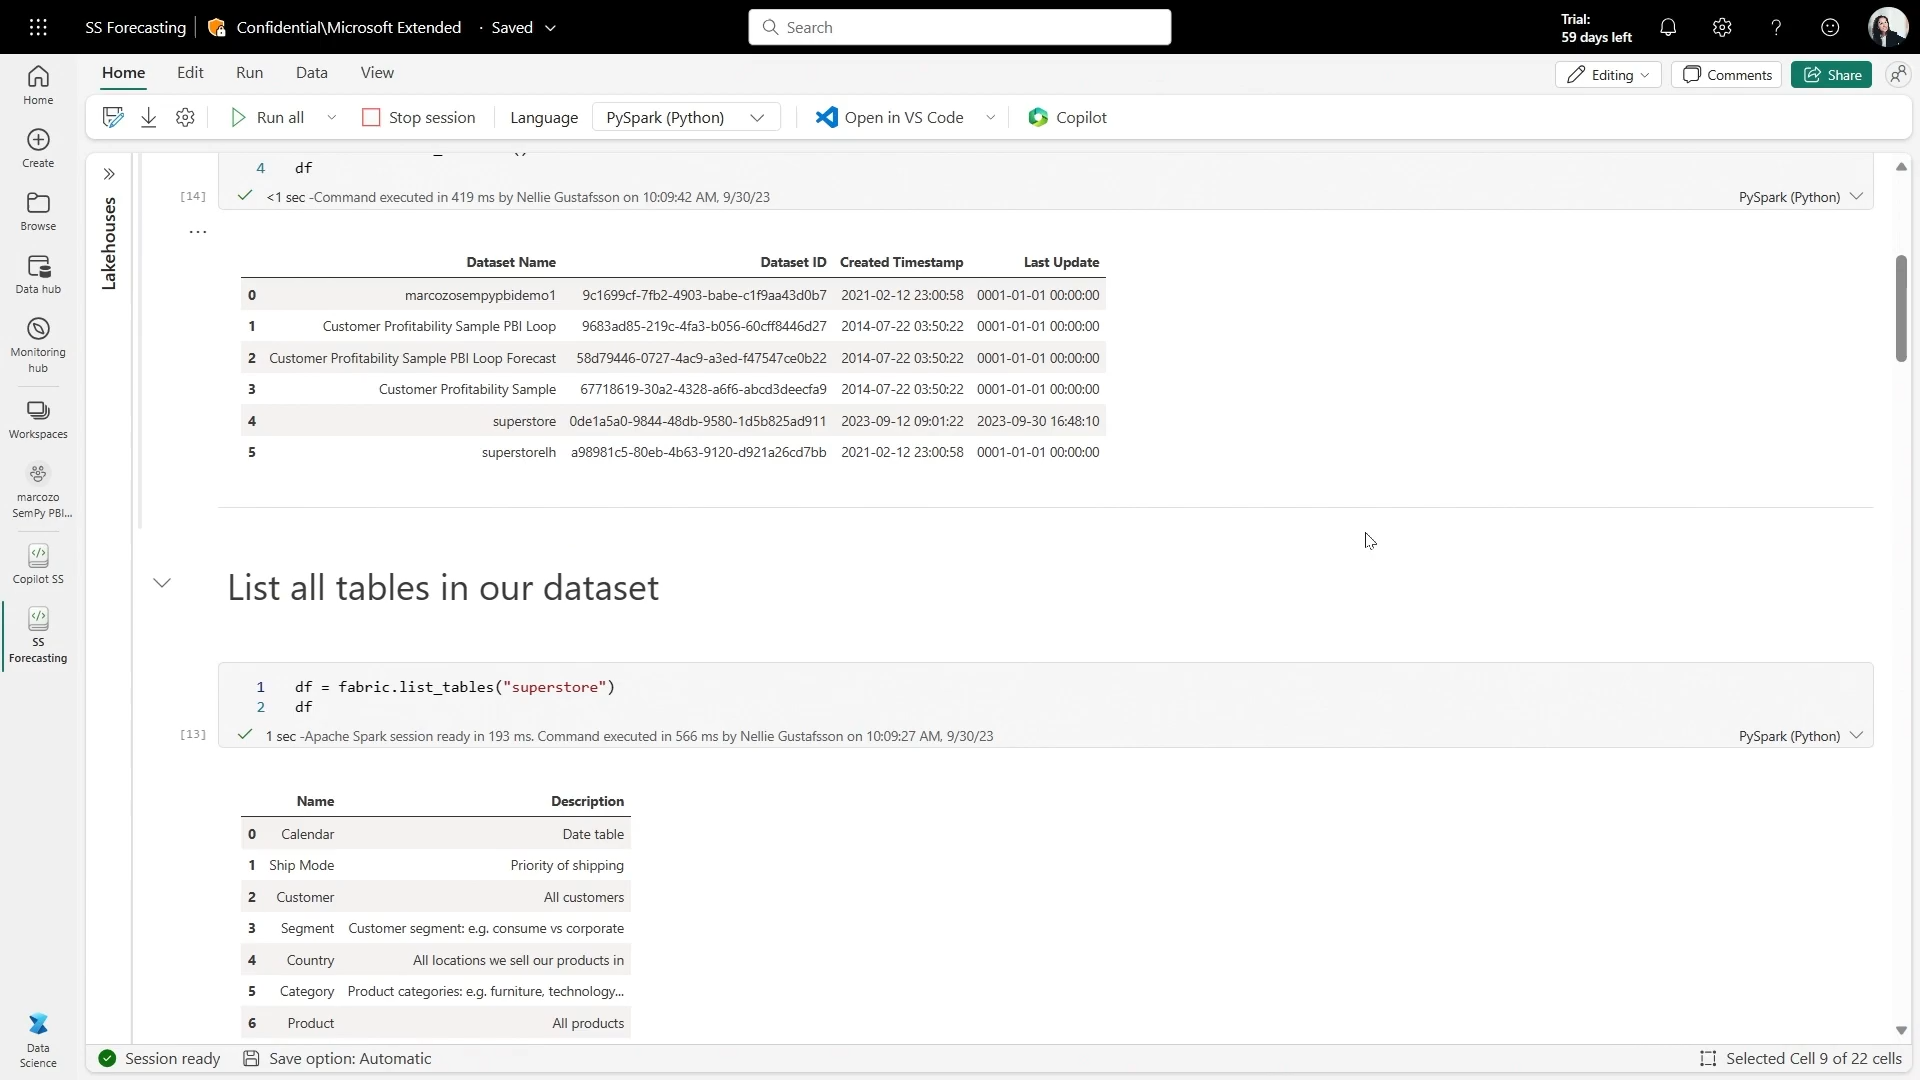 SS Forecasting
Confidential\Microsoft Extended
· Saved
Search
Trial:
59 days left
Home
Edit
Run
Data
View
Editing
Comments
Share
Run all
Stop session
Language
PySpark (Python)
Open in VS Code
Copilot
Home
Create
Browse
Data hub
Monitoring
hub
Workspaces
marcozo
SemPy PBI...
Copilot SS
SS
Forecasting
Data
Science
Lakehouses
4 df
[14] <1 sec -Command executed in 419 ms by Nellie Gustafsson on 10:09:42 AM, 9/30/23 PySpark (Python)
...
Dataset Name Dataset ID Created Timestamp Last Update
0 marcozosempypbidemo1 9c1699cf-7fb2-4903-babe-c1f9aa43d0b7 2021-02-12 23:00:58 0001-01-01 00:00:00
1 Customer Profitability Sample PBI Loop 9683ad85-219c-4fa3-b056-60cff8446d27 2014-07-22 03:50:22 0001-01-01 00:00:00
2 Customer Profitability Sample PBI Loop Forecast 58d79446-0727-4ac9-a3ed-f47547ce0b22 2014-07-22 03:50:22 0001-01-01 00:00:00
3 Customer Profitability Sample 67718619-30a2-4328-a6f6-abcd3deecfa9 2014-07-22 03:50:22 0001-01-01 00:00:00
4 superstore 0de1a5a0-9844-48db-9580-1d5b825ad911 2023-09-12 09:01:22 2023-09-30 16:48:10
5 superstorelh a98981c5-80eb-4b63-9120-d921a26cd7bb 2021-02-12 23:00:58 0001-01-01 00:00:00
List all tables in our dataset
1 df = fabric.list_tables("superstore")
2 df
[13] 1 sec -Apache Spark session ready in 193 ms. Command executed in 566 ms by Nellie Gustafsson on 10:09:27 AM, 9/30/23 PySpark (Python)
Name Description
0 Calendar Date table
1 Ship Mode Priority of shipping
2 Customer All customers
3 Segment Customer segment: e.g. consume vs corporate
4 Country All locations we sell our products in
5 Category Product categories: e.g. furniture, technology...
6 Product All products
Session ready
Save option: Automatic
Selected Cell 9 of 22 cells